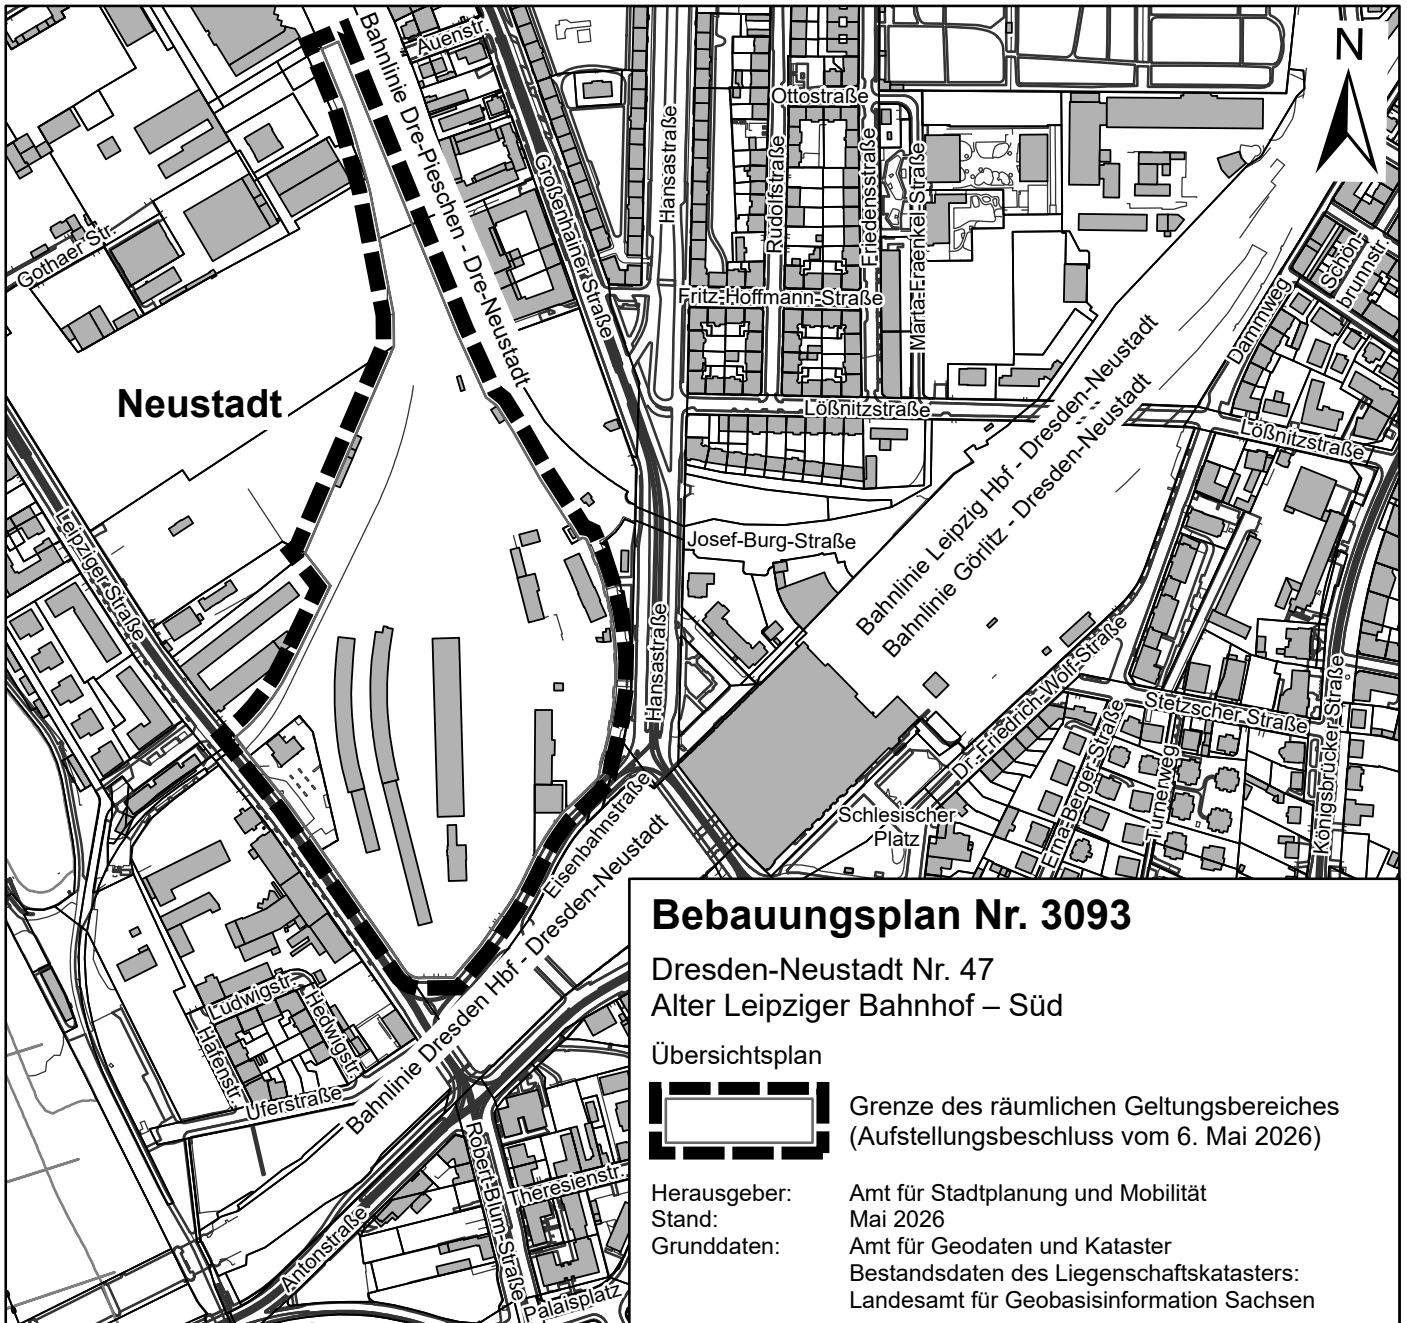 Bahnlinie Dre-Pieschen - Dre-Neustadt
Auenstr.
N
Ottostraße
Großenhainer Straße
Hansastraße
Rudolfstraße
Friedensstraße
Marta-Fraenkel-Straße
Gothaer Str.
Schön-
brunnstr.
Fritz-Hoffmann-Straße
Dammweg
Neustadt
Lößnitzstraße
Lößnitzstraße
Bahnlinie Leipzig Hbf - Dresden-Neustadt
Bahnlinie Görlitz - Dresden-Neustadt
Leipziger Straße
Josef-Burg-Straße
Hansastraße
Dr.-Friedrich-Wolf-Straße
Stetzscher Straße
Königsbrücker Straße
Erna-Berger-Straße
Turnerweg
Schlesischer
Platz
Eisenbahnstraße
Bahnlinie Dresden Hbf - Dresden-Neustadt
Ludwigstr.
Hedwigstr.
Hafenstr.
Uferstraße
Robert-Blum-Straße
Theresienstr.
Antonstraße
Palaisplatz
Bebauungsplan Nr. 3093
Dresden-Neustadt Nr. 47
Alter Leipziger Bahnhof – Süd
Übersichtsplan
Grenze des räumlichen Geltungsbereiches
(Aufstellungsbeschluss vom 6. Mai 2026)
Herausgeber: Amt für Stadtplanung und Mobilität
Stand: Mai 2026
Grunddaten: Amt für Geodaten und Kataster
Bestandsdaten des Liegenschaftskatasters:
Landesamt für Geobasisinformation Sachsen